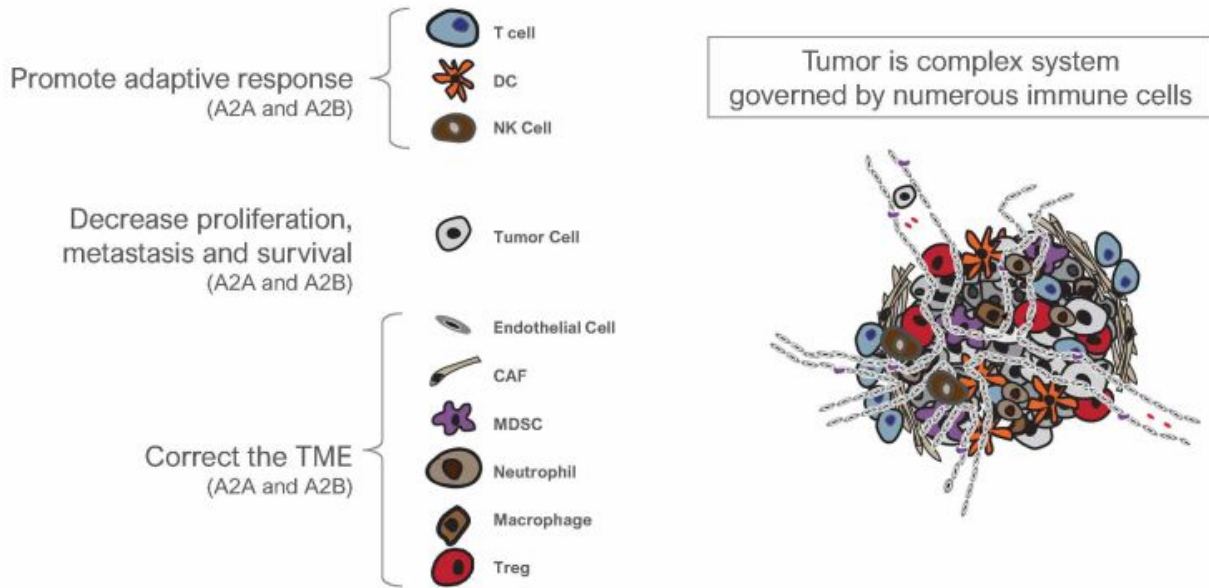 Promote adaptive response
(A2A and A2B)
T cell
DC
NK Cell
Decrease proliferation,
metastasis and survival
(A2A and A2B)
Tumor Cell
Correct the TME
(A2A and A2B)
Endothelial Cell
CAF
MDSC
Neutrophil
Macrophage
Treg
Tumor is complex system
governed by numerous immune cells